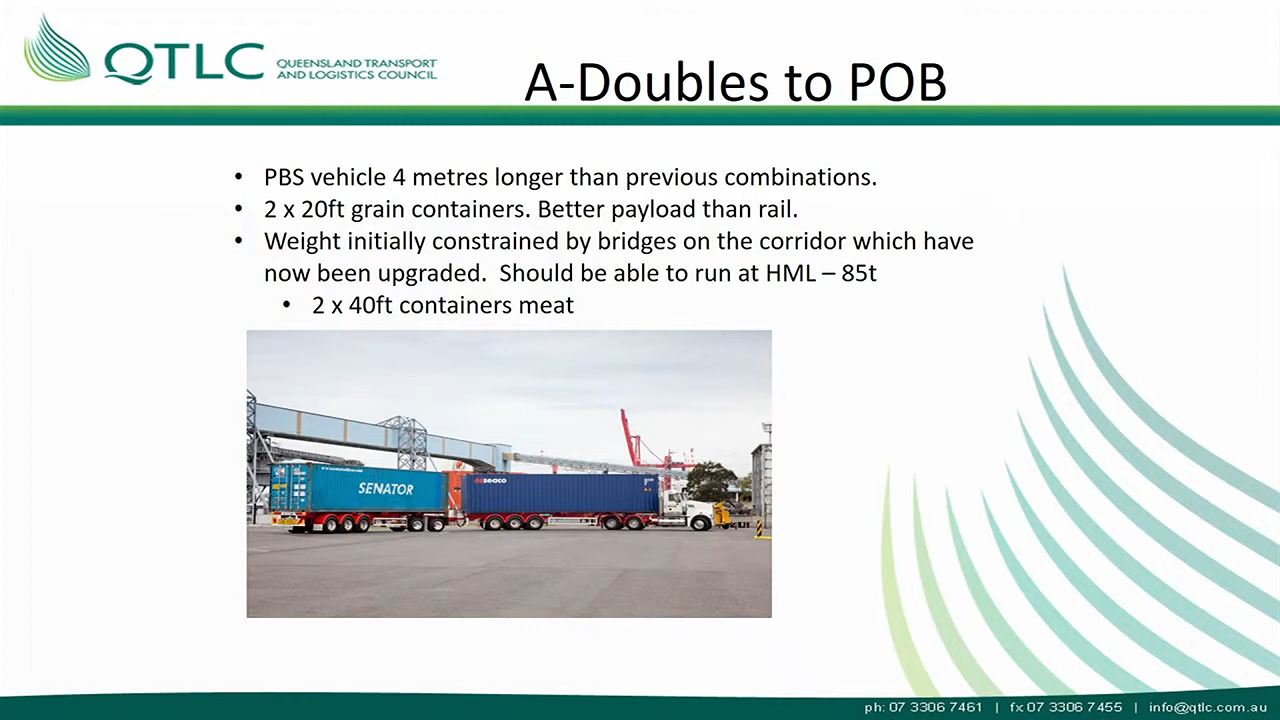 QTLC
QUEENSLAND TRANSPORT
AND LOGISTICS COUNCIL
A-Doubles to POB
• PBS vehicle 4 metres longer than previous combinations.
• 2 x 20ft grain containers. Better payload than rail.
• Weight initially constrained by bridges on the corridor which have
now been upgraded.  Should be able to run at HML – 85t
• 2 x 40ft containers meat
SENATOR
seaco
ph: 07 3306 7461 | fx 07 3306 7455 | info@qtlc.com.au